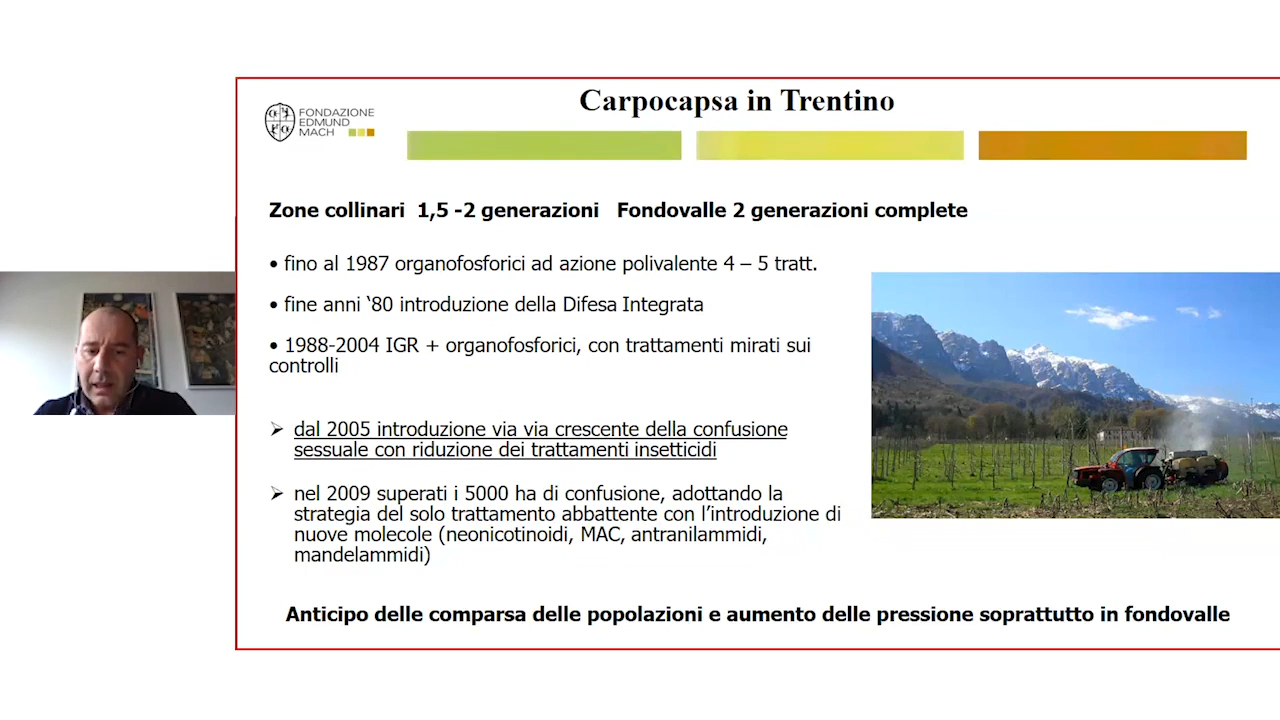 Carpocapsa in Trentino
FONDAZIONE
EDMUND
MACH
Zone collinari 1,5 -2 generazioni Fondovalle 2 generazioni complete
• fino al 1987 organofosforici ad azione polivalente 4 – 5 tratt.
• fine anni ‘80 introduzione della Difesa Integrata
• 1988-2004 IGR + organofosforici, con trattamenti mirati sui
controlli
➢ dal 2005 introduzione via via crescente della confusione
sessuale con riduzione dei trattamenti insetticidi
➢ nel 2009 superati i 5000 ha di confusione, adottando la
strategia del solo trattamento abbattente con l’introduzione di
nuove molecole (neonicotinoidi, MAC, antranilammidi,
mandelammidi)
Anticipo delle comparsa delle popolazioni e aumento delle pressione soprattutto in fondovalle